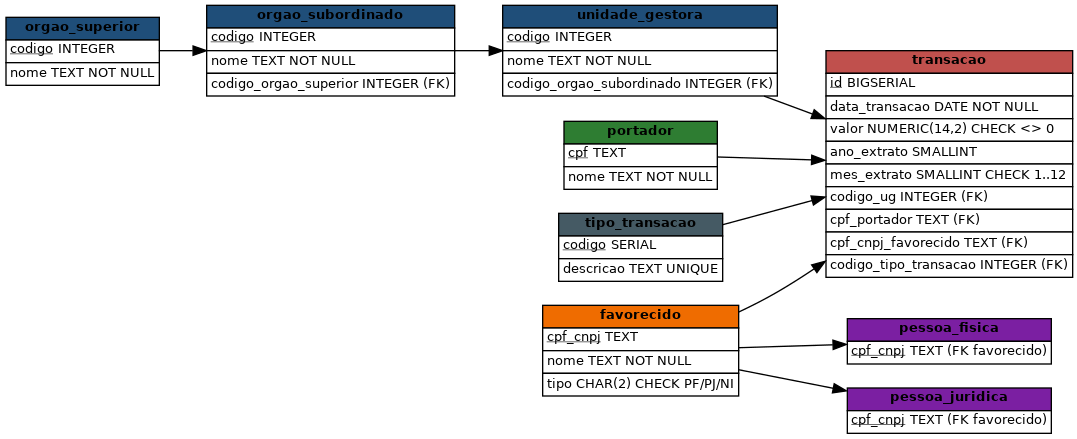 orgao_superior
codigo INTEGER
nome TEXT NOT NULL
orgao_subordinado
codigo INTEGER
nome TEXT NOT NULL
codigo_orgao_superior INTEGER (FK)
unidade_gestora
codigo INTEGER
nome TEXT NOT NULL
codigo_orgao_subordinado INTEGER (FK)
portador
cpf TEXT
nome TEXT NOT NULL
tipo_transacao
codigo SERIAL
descricao TEXT UNIQUE
favorecido
cpf_cnpj TEXT
nome TEXT NOT NULL
tipo CHAR(2) CHECK PF/PJ/NI
transacao
id BIGSERIAL
data_transacao DATE NOT NULL
valor NUMERIC(14,2) CHECK <> 0
ano_extrato SMALLINT
mes_extrato SMALLINT CHECK 1..12
codigo_ug INTEGER (FK)
cpf_portador TEXT (FK)
cpf_cnpj_favorecido TEXT (FK)
codigo_tipo_transacao INTEGER (FK)
pessoa_fisica
cpf_cnpj TEXT (FK favorecido)
pessoa_juridica
cpf_cnpj TEXT (FK favorecido)